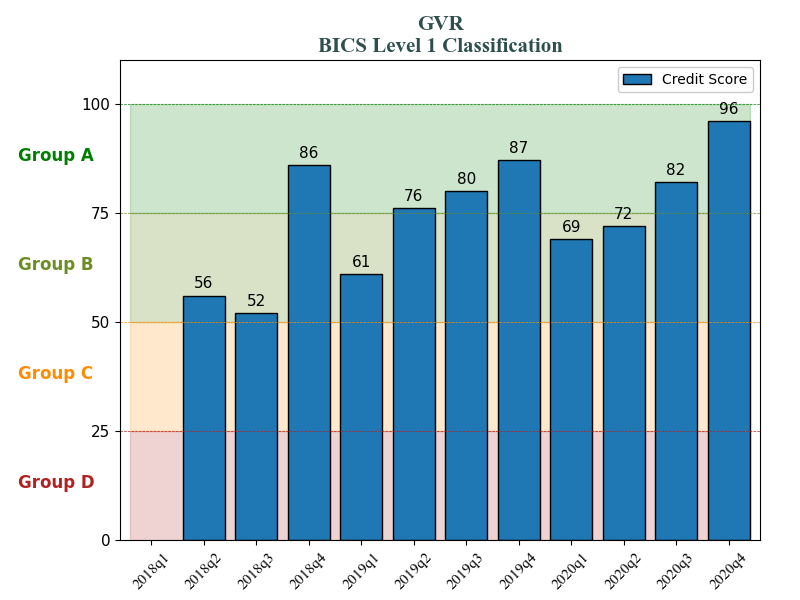 GVR
BICS Level 1 Classification
Credit Score
100
75
50
25
0
Group A
Group B
Group C
Group D
56
52
86
61
76
80
87
69
72
82
96
2018q1
2018q2
2018q3
2018q4
2019q1
2019q2
2019q3
2019q4
2020q1
2020q2
2020q3
2020q4